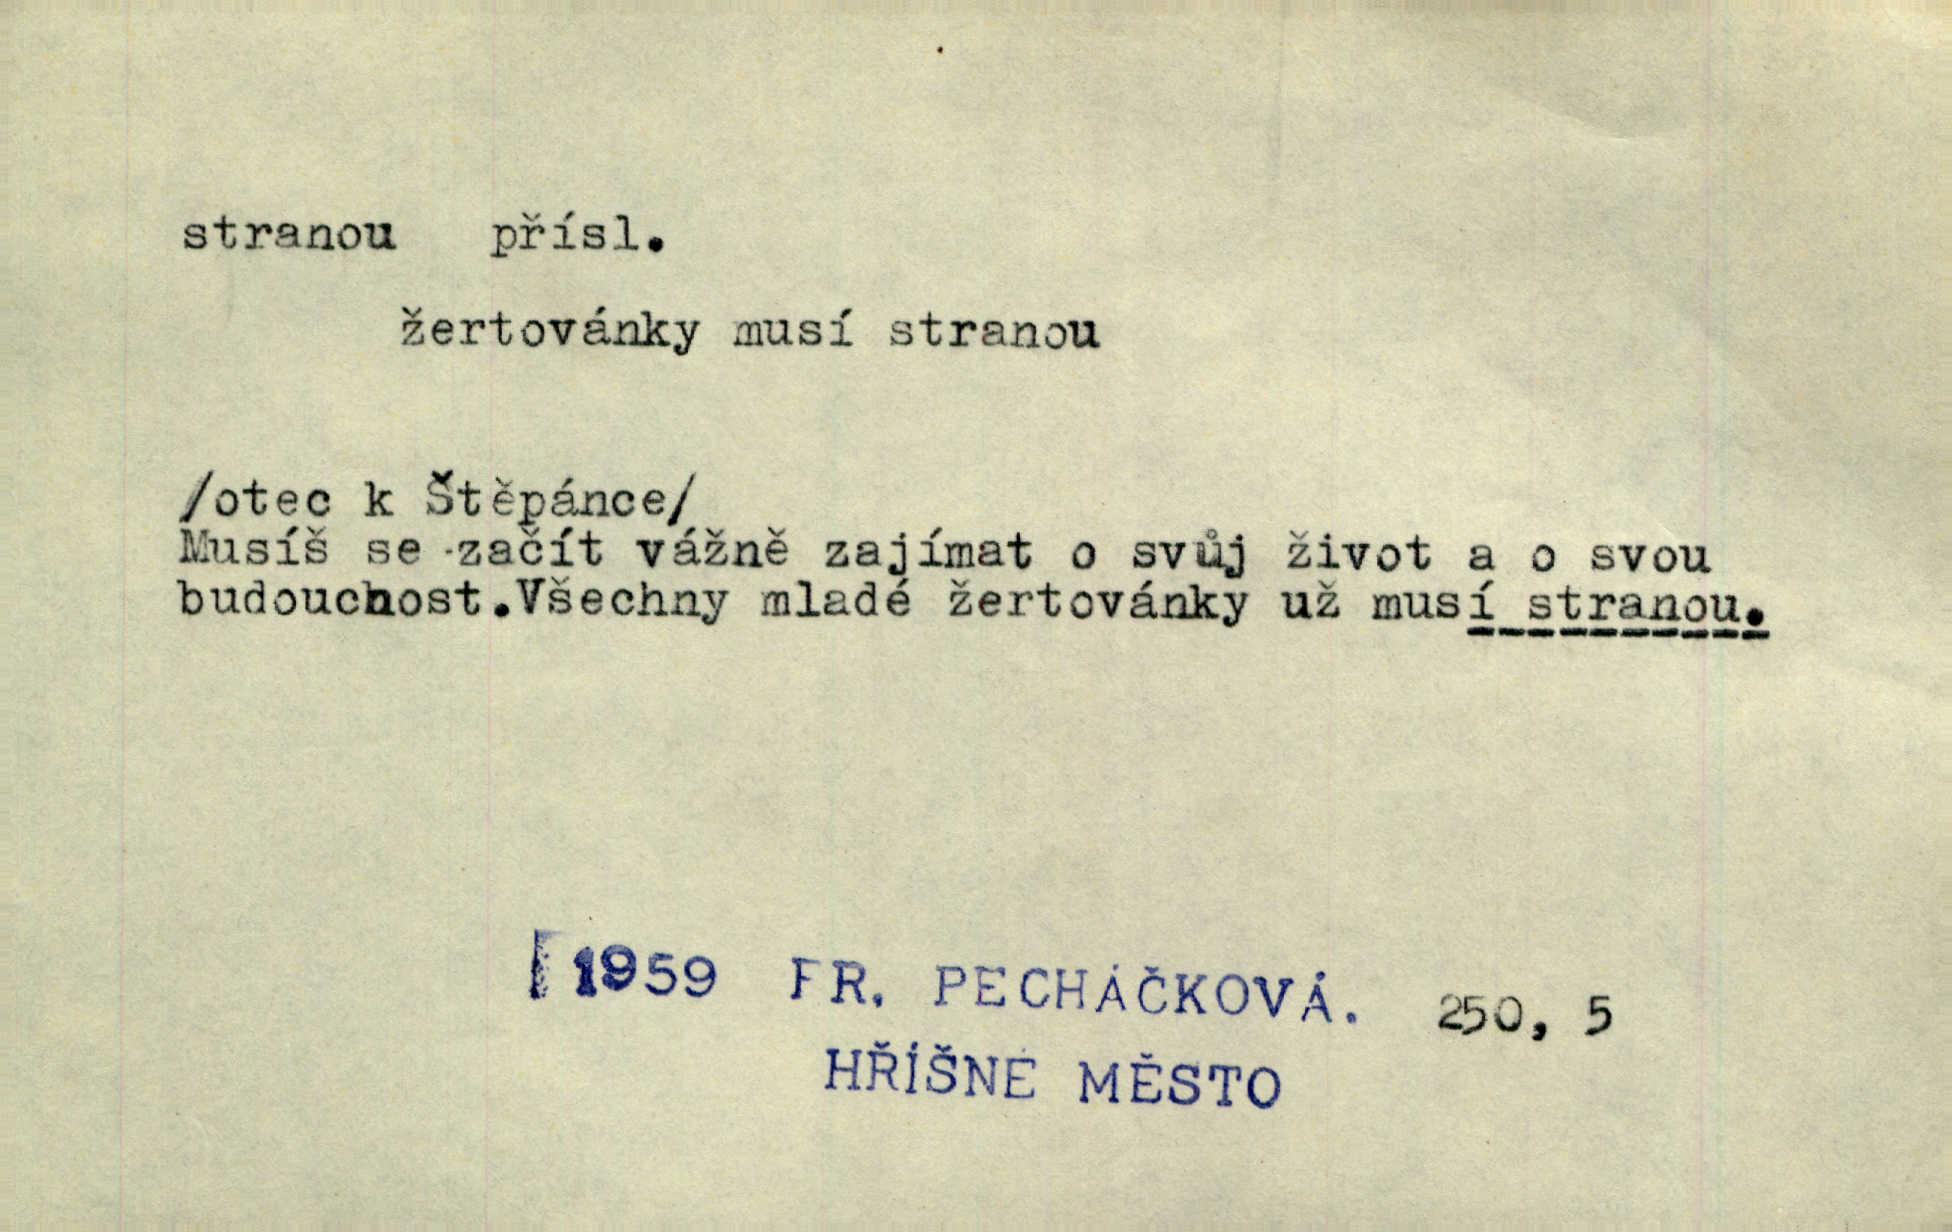 stranou přísl.
žertovánky musí stranou
/otec k Štěpánce/
Musíš se začít vážně zajímat o svůj život a o svou
budoucnost.Všechny mladé žertovánky už musí stranou.
1959 FR. PECHÁČKOVÁ. 250, 5
HŘÍŠNÉ MĚSTO